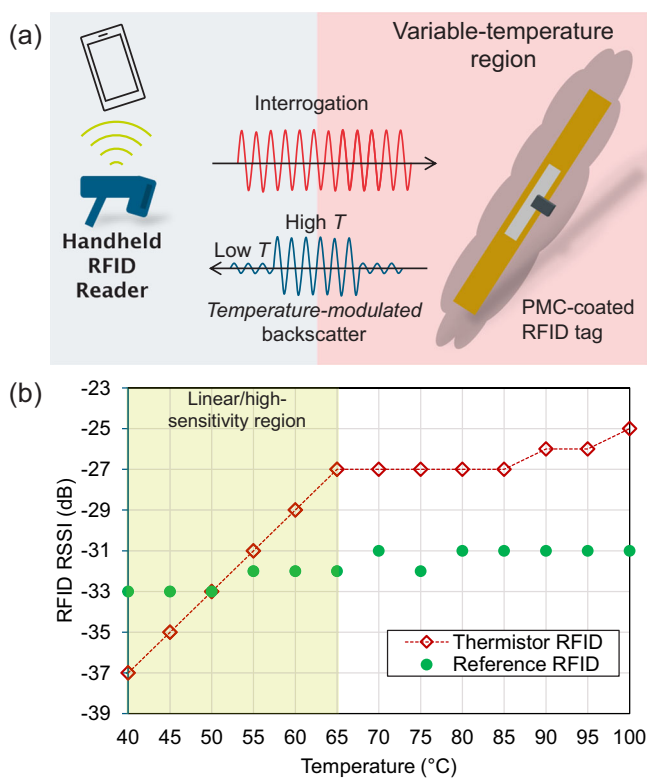 (a)
Variable-temperature
region
Interrogation
High T
Low T
Handheld
RFID
Reader
Temperature-modulated
backscatter
PMC-coated
RFID tag
(b)
Linear/high-
sensitivity region
RFID RSSI (dB)
-23
-25
-27
-29
-31
-33
-35
-37
-39
Thermistor RFID
Reference RFID
40 45 50 55 60 65 70 75 80 85 90 95 100
Temperature (°C)